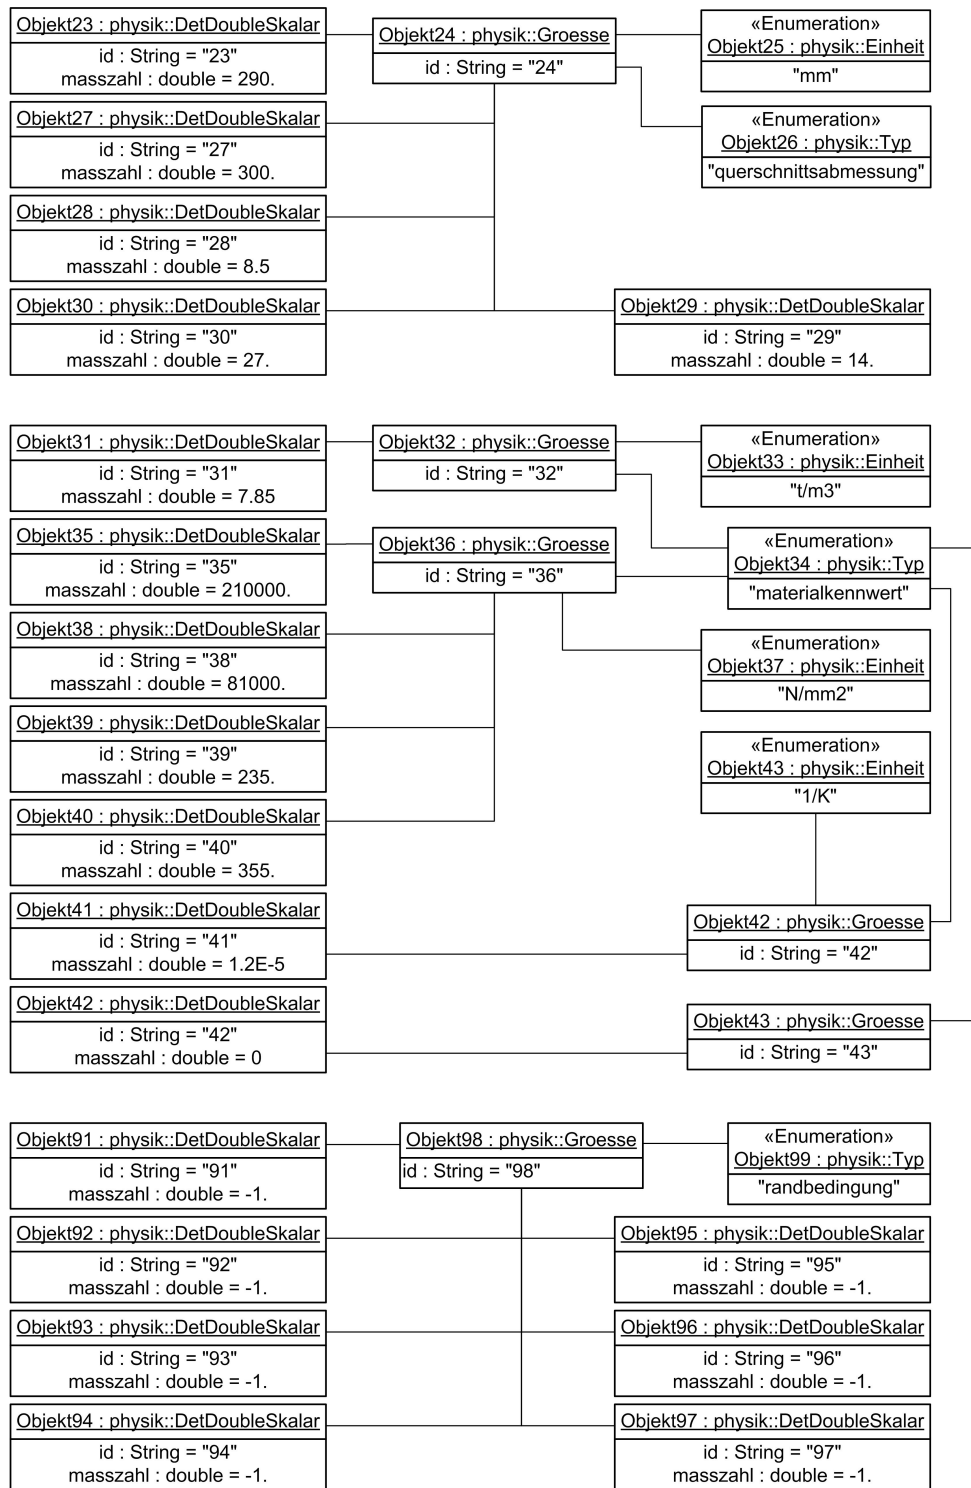 Objekt23 : physik::DetDoubleSkalar
id : String = "23"
masszahl : double = 290.
Objekt24 : physik::Groesse
id : String = "24"
«Enumeration»
Objekt25 : physik::Einheit
"mm"
Objekt27 : physik::DetDoubleSkalar
id : String = "27"
masszahl : double = 300.
«Enumeration»
Objekt26 : physik::Typ
"querschnittsabmessung"
Objekt28 : physik::DetDoubleSkalar
id : String = "28"
masszahl : double = 8.5
Objekt30 : physik::DetDoubleSkalar
id : String = "30"
masszahl : double = 27.
Objekt29 : physik::DetDoubleSkalar
id : String = "29"
masszahl : double = 14.
Objekt31 : physik::DetDoubleSkalar
id : String = "31"
masszahl : double = 7.85
Objekt32 : physik::Groesse
id : String = "32"
«Enumeration»
Objekt33 : physik::Einheit
"t/m3"
Objekt35 : physik::DetDoubleSkalar
id : String = "35"
masszahl : double = 210000.
Objekt36 : physik::Groesse
id : String = "36"
«Enumeration»
Objekt34 : physik::Typ
"materialkennwert"
Objekt38 : physik::DetDoubleSkalar
id : String = "38"
masszahl : double = 81000.
«Enumeration»
Objekt37 : physik::Einheit
"N/mm2"
Objekt39 : physik::DetDoubleSkalar
id : String = "39"
masszahl : double = 235.
«Enumeration»
Objekt43 : physik::Einheit
"1/K"
Objekt40 : physik::DetDoubleSkalar
id : String = "40"
masszahl : double = 355.
Objekt41 : physik::DetDoubleSkalar
id : String = "41"
masszahl : double = 1.2E-5
Objekt42 : physik::Groesse
id : String = "42"
Objekt42 : physik::DetDoubleSkalar
id : String = "42"
masszahl : double = 0
Objekt43 : physik::Groesse
id : String = "43"
Objekt91 : physik::DetDoubleSkalar
id : String = "91"
masszahl : double = -1.
Objekt98 : physik::Groesse
id : String = "98"
«Enumeration»
Objekt99 : physik::Typ
"randbedingung"
Objekt92 : physik::DetDoubleSkalar
id : String = "92"
masszahl : double = -1.
Objekt95 : physik::DetDoubleSkalar
id : String = "95"
masszahl : double = -1.
Objekt93 : physik::DetDoubleSkalar
id : String = "93"
masszahl : double = -1.
Objekt96 : physik::DetDoubleSkalar
id : String = "96"
masszahl : double = -1.
Objekt94 : physik::DetDoubleSkalar
id : String = "94"
masszahl : double = -1.
Objekt97 : physik::DetDoubleSkalar
id : String = "97"
masszahl : double = -1.